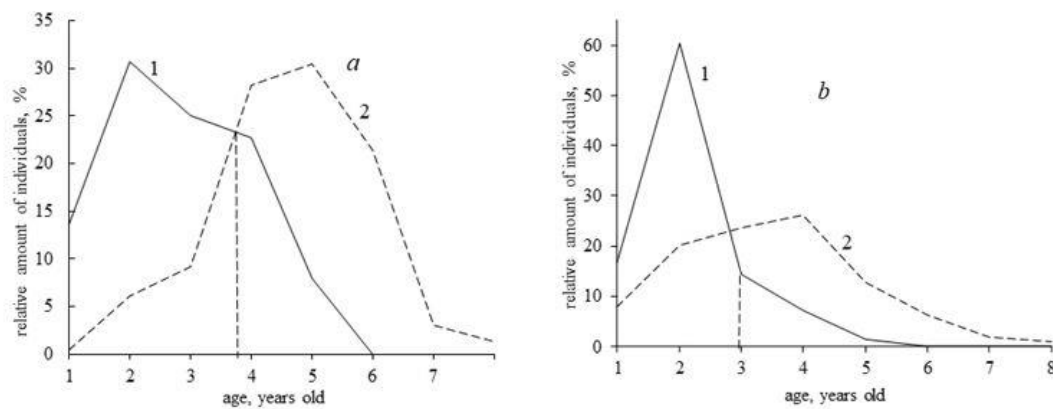 35
30
25
20
15
10
5
0
relative amount of individuals, %
1
a
2
1 2 3 4 5 6 7
age, years old
60
50
40
30
20
10
0
relative amount of individuals, %
1
b
2
1 2 3 4 5 6 7 8
age, years old